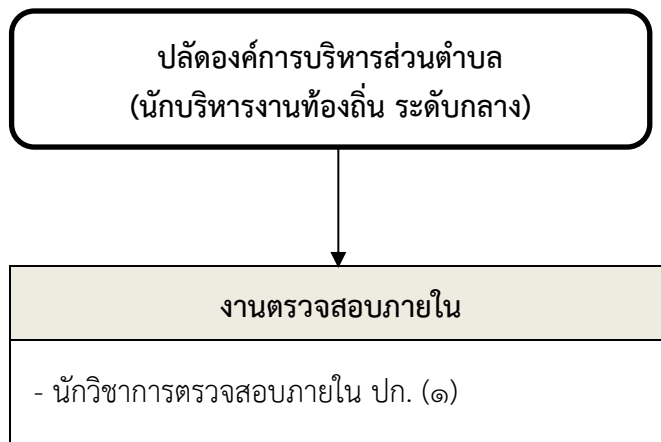 ปลัดองค์การบริหารส่วนตำบล
(นักบริหารงานท้องถิ่น ระดับกลาง)
งานตรวจสอบภายใน
- นักวิชาการตรวจสอบภายใน ปก. (๑)